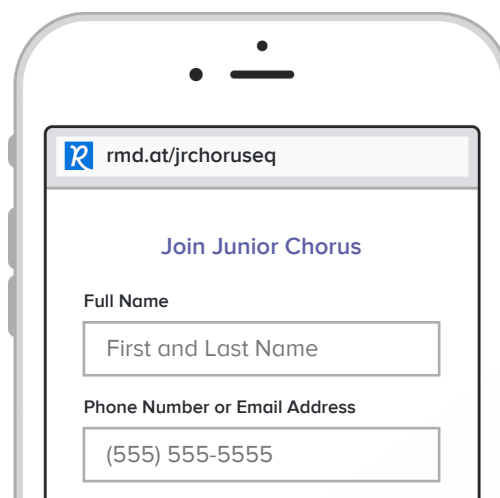 R rmd.at/jrchoruseq
Join Junior Chorus
Full Name
First and Last Name
Phone Number or Email Address
(555) 555-5555